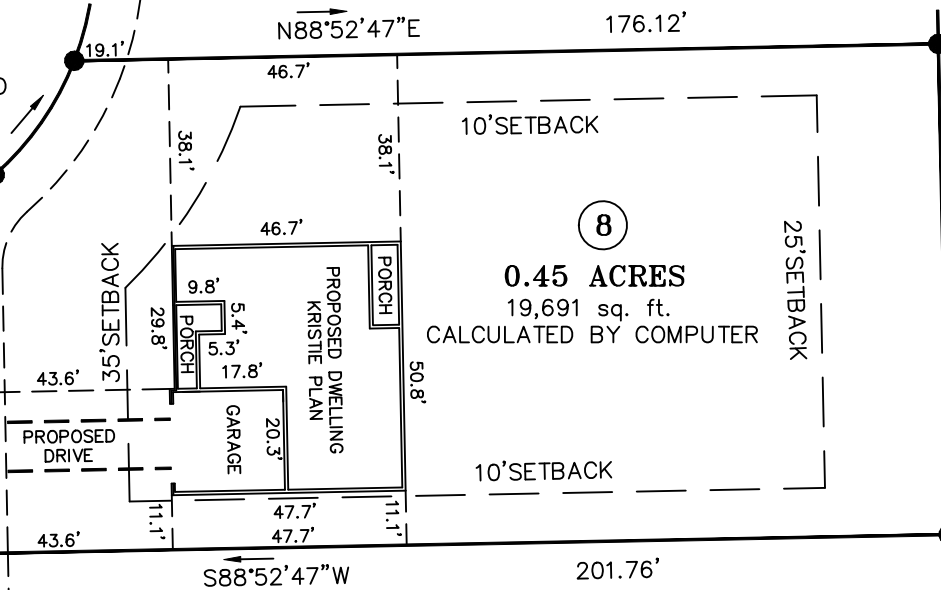 N88°52'47"E
176.12'
19.1'
46.7'
10'SETBACK
38.1'
38.1'
46.7'
8
0.45 ACRES
19,691 sq. ft.
CALCULATED BY COMPUTER
25'SETBACK
35'SETBACK
9.8'
5.4'
5.3'
17.8'
29.8'
PORCH
PROPOSED DWELLING
KRISTIE PLAN
PORCH
50.8'
43.6'
PROPOSED
DRIVE
GARAGE
20.3'
10'SETBACK
11.1'
47.7'
11.1'
43.6'
47.7'
S88°52'47"W
201.76'